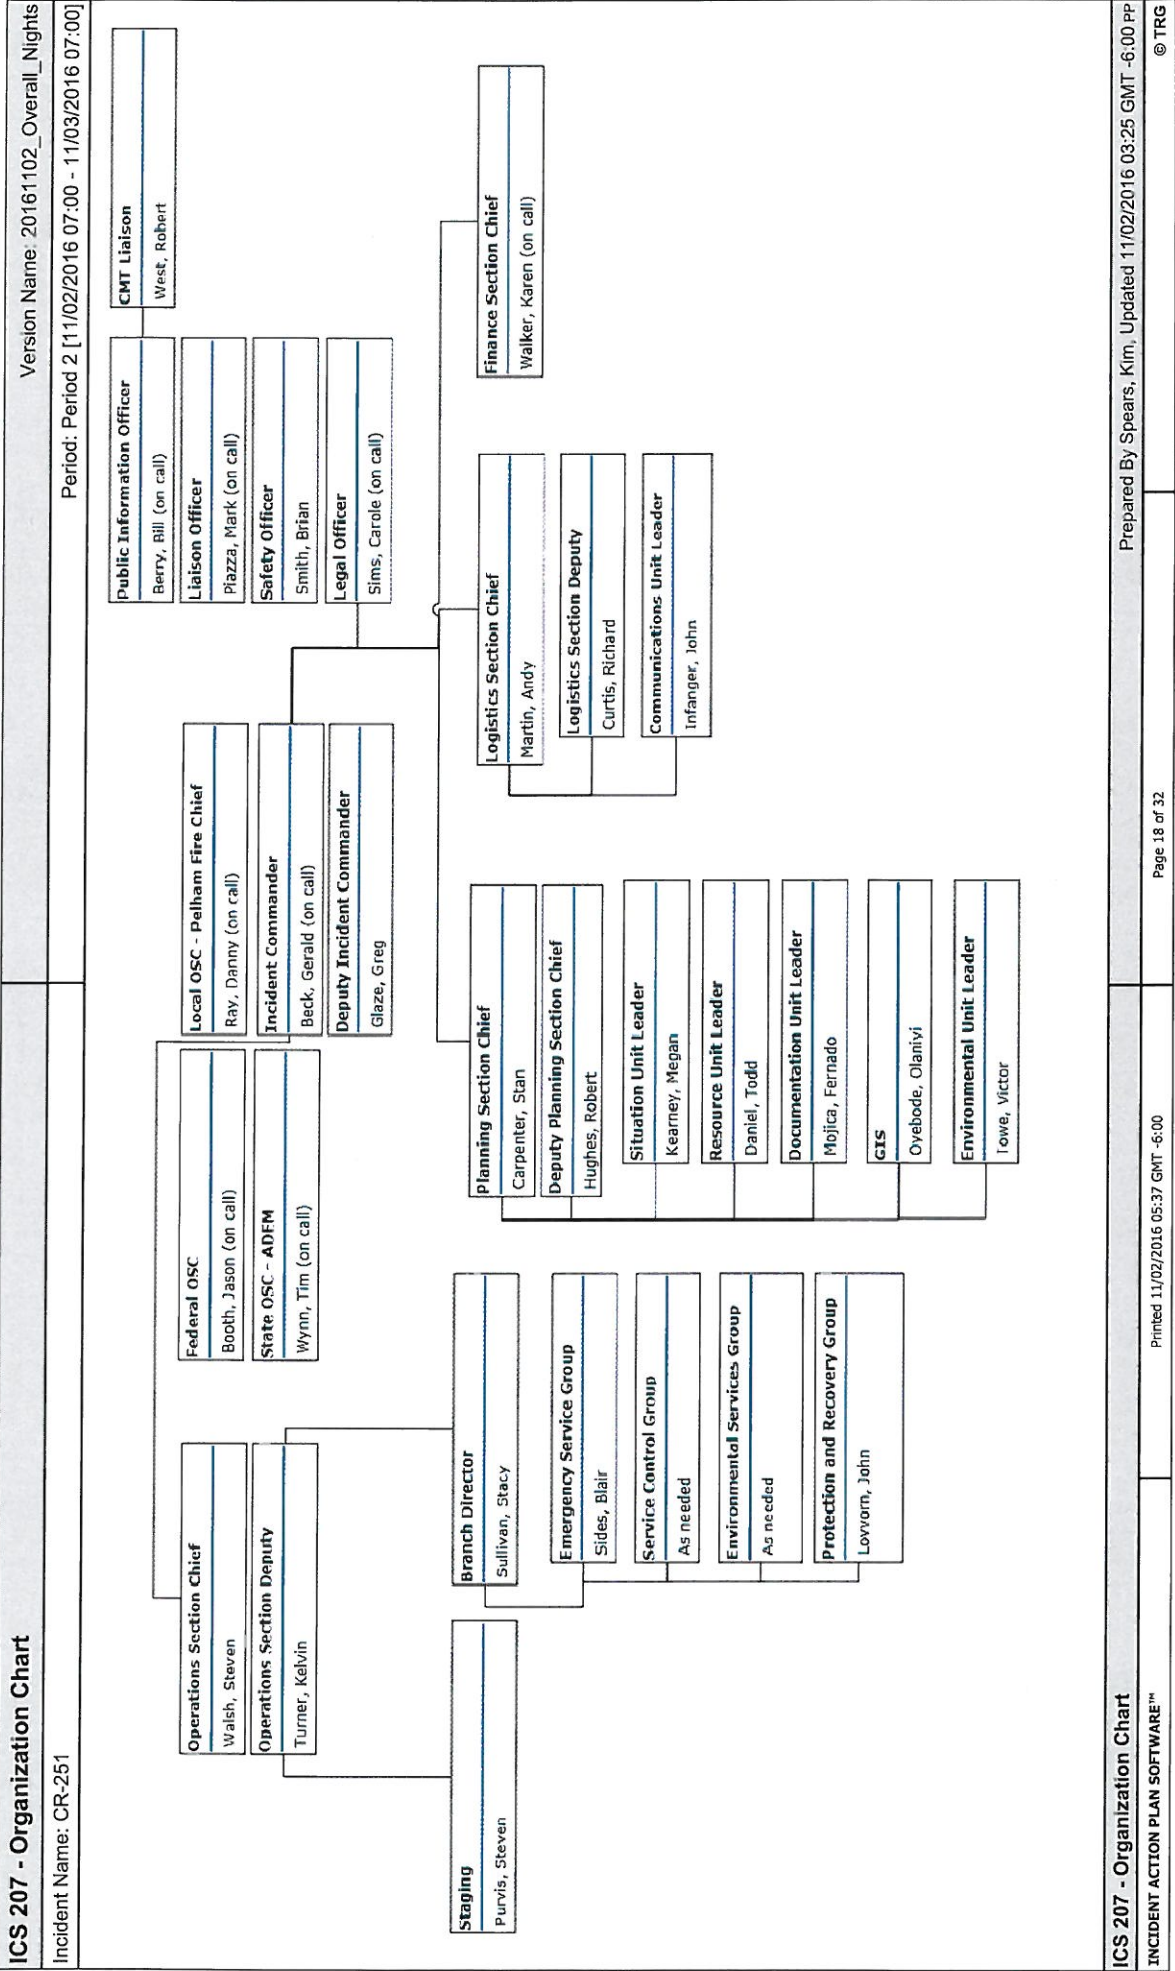 ICS 207 - Organization Chart
Version Name: 20161102_Overall_Nights
Incident Name: CR-251
Period: Period 2 [11/02/2016 07:00 - 11/03/2016 07:00]
Public Information Officer
Berry, Bill (on call)
CMT Liaison
West, Robert
Liaison Officer
Piazza, Mark (on call)
Safety Officer
Smith, Brian
Legal Officer
Sims, Carole (on call)
Local OSC - Pelham Fire Chief
Ray, Danny (on call)
Incident Commander
Beck, Gerald (on call)
Deputy Incident Commander
Glaze, Greg
Federal OSC
Booth, Jason (on call)
State OSC - ADEM
Wynn, Tim (on call)
Operations Section Chief
Walsh, Steven
Operations Section Deputy
Turner, Kelvin
Staging
Purvis, Steven
Branch Director
Sullivan, Stacy
Emergency Service Group
Sides, Blair
Service Control Group
As needed
Environmental Services Group
As needed
Protection and Recovery Group
Lovvorn, John
Planning Section Chief
Carpenter, Stan
Deputy Planning Section Chief
Hughes, Robert
Situation Unit Leader
Kearney, Megan
Resource Unit Leader
Daniel, Todd
Documentation Unit Leader
Mojica, Fernado
GIS
Oyebode, Olaniyi
Environmental Unit Leader
Towe, Victor
Logistics Section Chief
Martin, Andy
Logistics Section Deputy
Curtis, Richard
Communications Unit Leader
Infanger, John
Finance Section Chief
Walker, Karen (on call)
ICS 207 - Organization Chart
Prepared By Spears, Kim, Updated 11/02/2016 03:25 GMT -6:00 PP
INCIDENT ACTION PLAN SOFTWARE™
Printed 11/02/2016 05:37 GMT -6:00
Page 18 of 32
© TRG